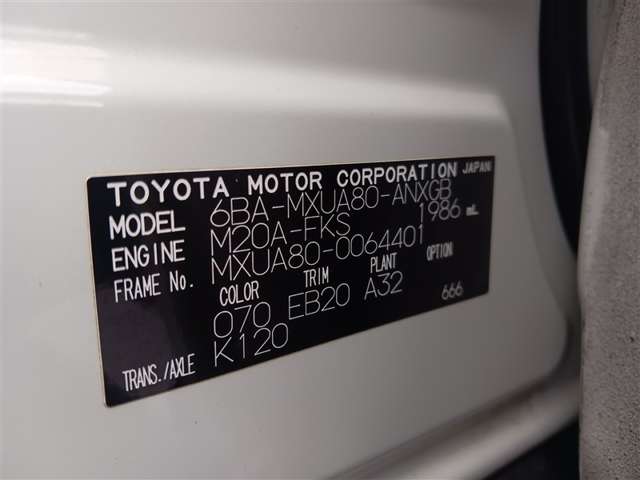 TOYOTA MOTOR CORPORATION JAPAN
MODEL 6BA-MXUA80-ANXGB
ENGINE M20A-FKS 1986 mL.
FRAME No. MXUA80-0064401
COLOR TRIM PLANT OPTION
070 EB20 A32 666
TRANS./AXLE K120